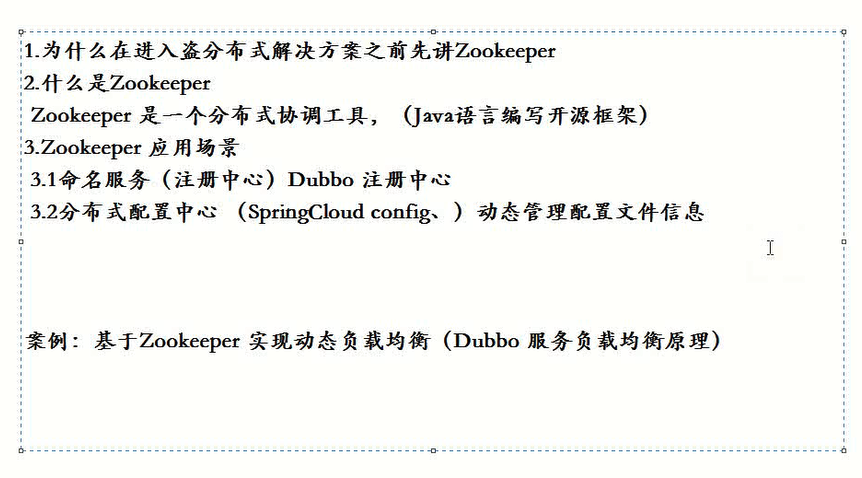 1.为什么在进入盗分布式解决方案之前先讲Zookeeper
2.什么是Zookeeper
Zookeeper 是一个分布式协调工具，（Java语言编写开源框架）
3.Zookeeper 应用场景
3.1命名服务（注册中心）Dubbo 注册中心
3.2分布式配置中心 （SpringCloud config、）动态管理配置文件信息
案例：基于Zookeeper 实现动态负载均衡（Dubbo 服务负载均衡原理）